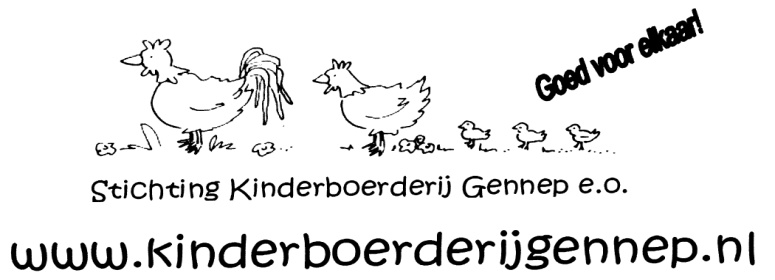 Goed voor elkaar!
Stichting Kinderboerderij Gennep e.o.
www.kinderboerderijgennep.nl